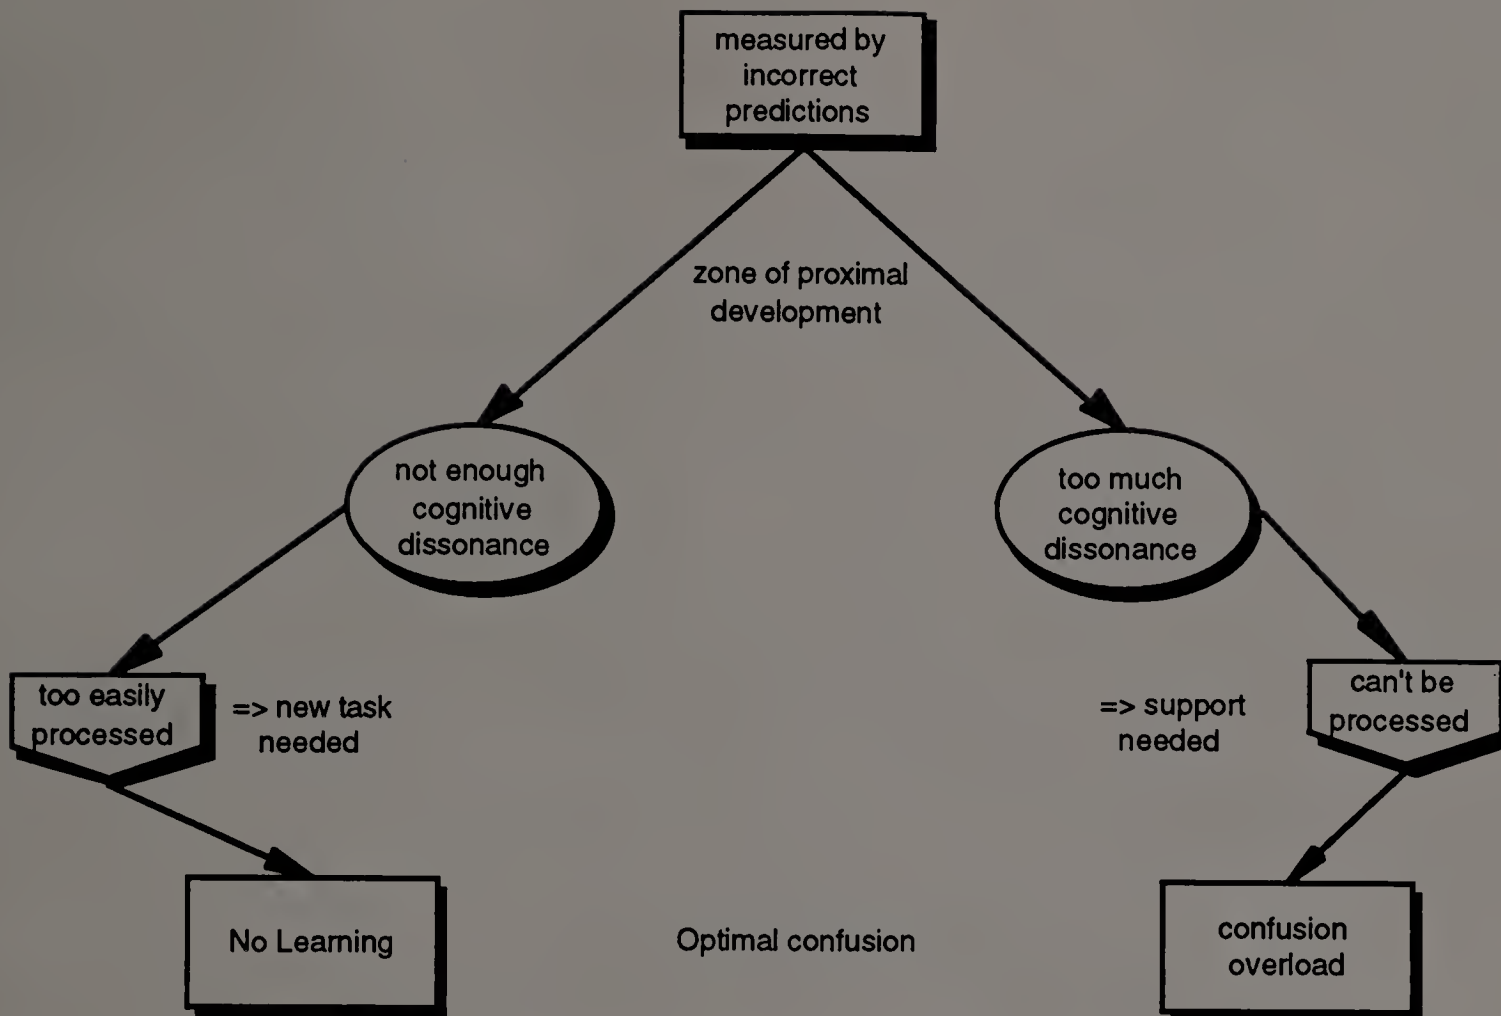 measured by
incorrect
predictions
zone of proximal
development
not enough
cognitive
dissonance
too much
cognitive
dissonance
too easily
processed
=> new task
needed
=> support
needed
can't be
processed
No Learning
Optimal confusion
confusion
overload